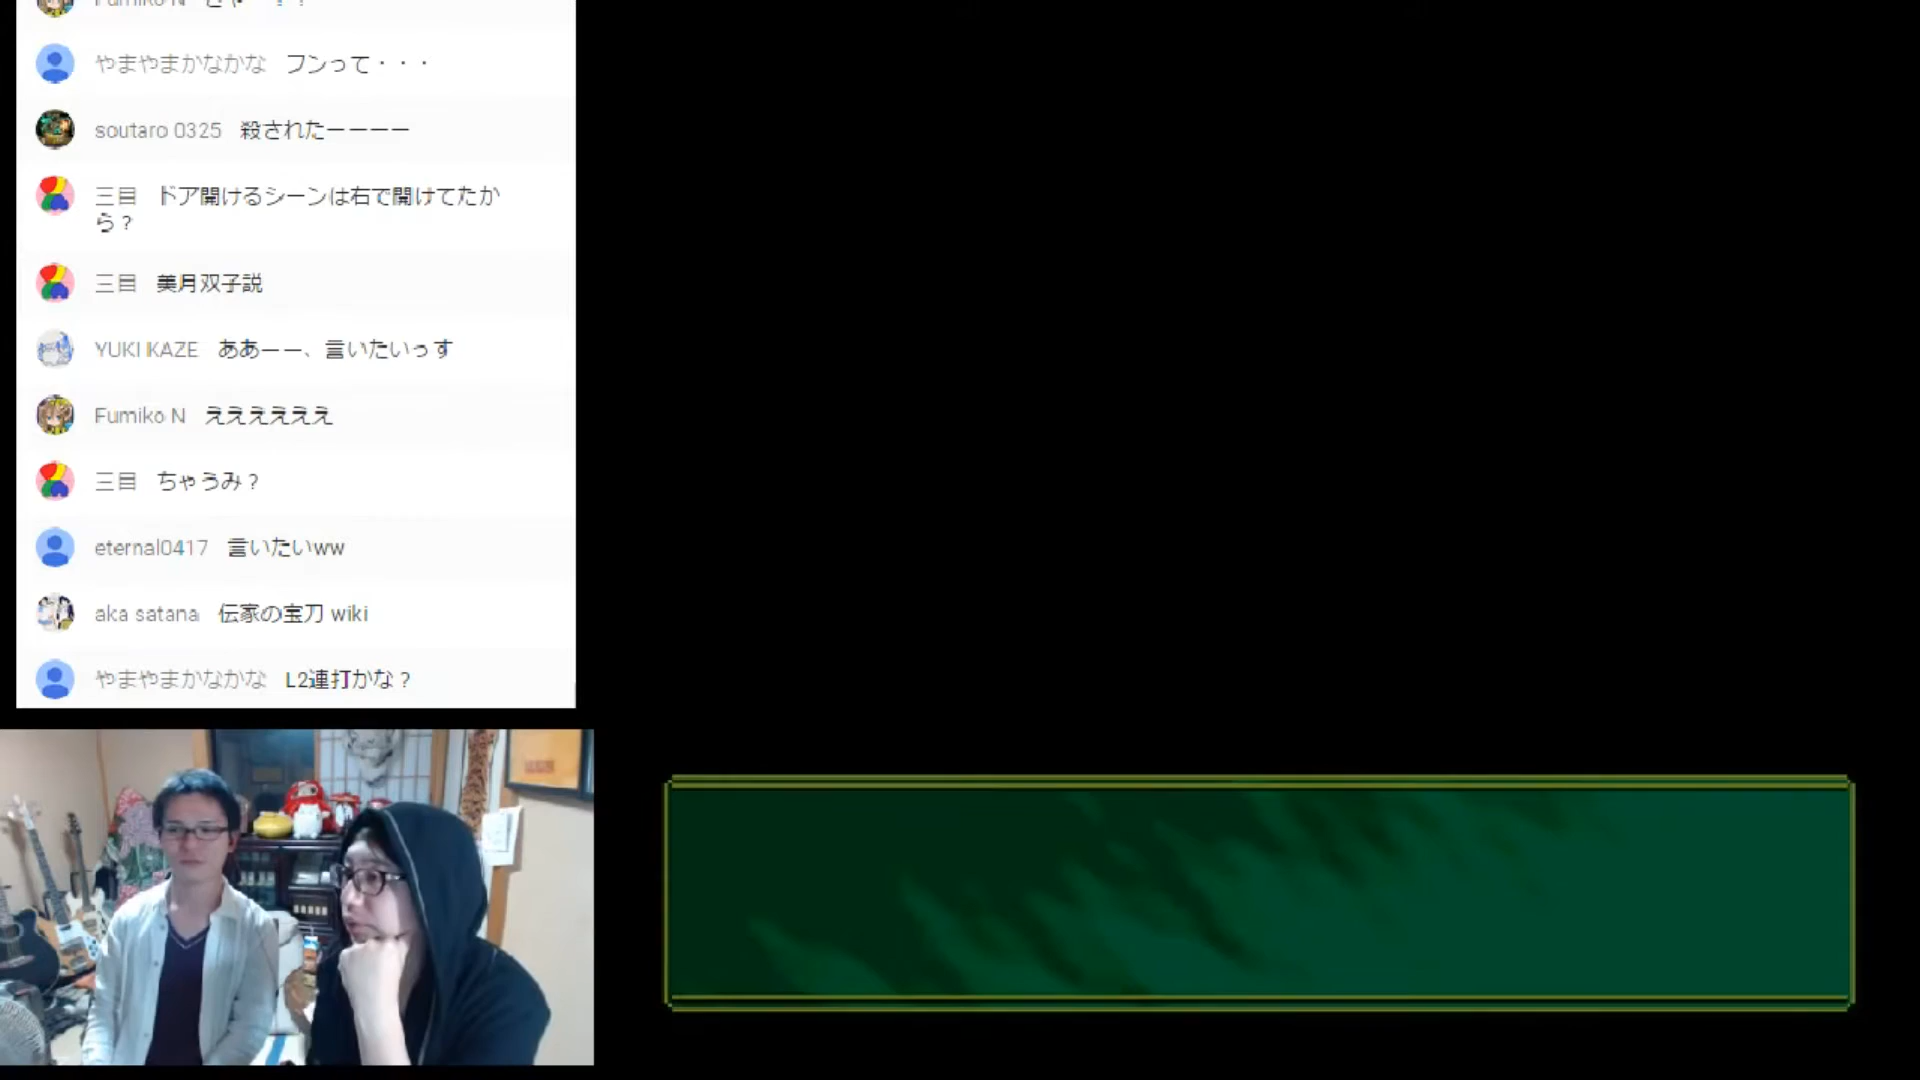 Fumiko N
やまやまかなかな フンって・・・
soutaro 0325 殺されたーーーー
三目 ドア開けるシーンは右で開けてたか
ら？
三目 美月双子説
YUKI KAZE ああーー、言いたいっす
Fumiko N ええええええ
三目 ちゃうみ？
eternal0417 言いたいww
aka satana 伝家の宝刀 wiki
やまやまかなかな L2連打かな？